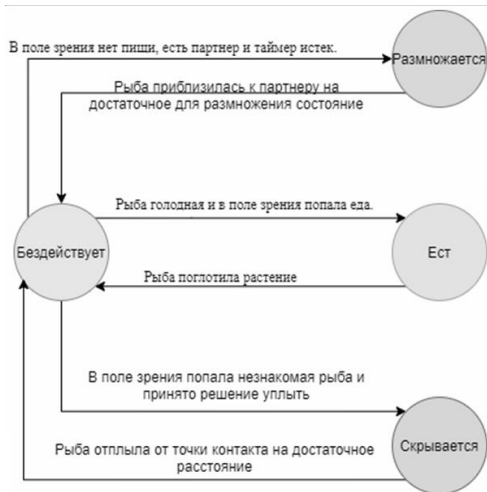 В поле зрения нет пищи, есть партнер и таймер истек.
Размножается
Рыба приблизилась к партнеру на
достаточное для размножения состояние
Рыба голодная и в поле зрения попала еда.
Бездействует
Ест
Рыба поглотила растение
В поле зрения попала незнакомая рыба и
принято решение уплыть
Скрывается
Рыба отплыла от точки контакта на достаточное
расстояние